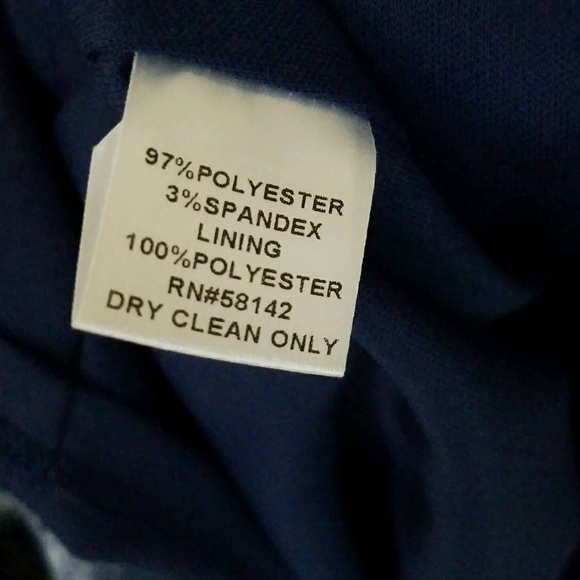 97%POLYESTER
3%SPANDEX
LINING
100%POLYESTER
RN#58142
DRY CLEAN ONLY